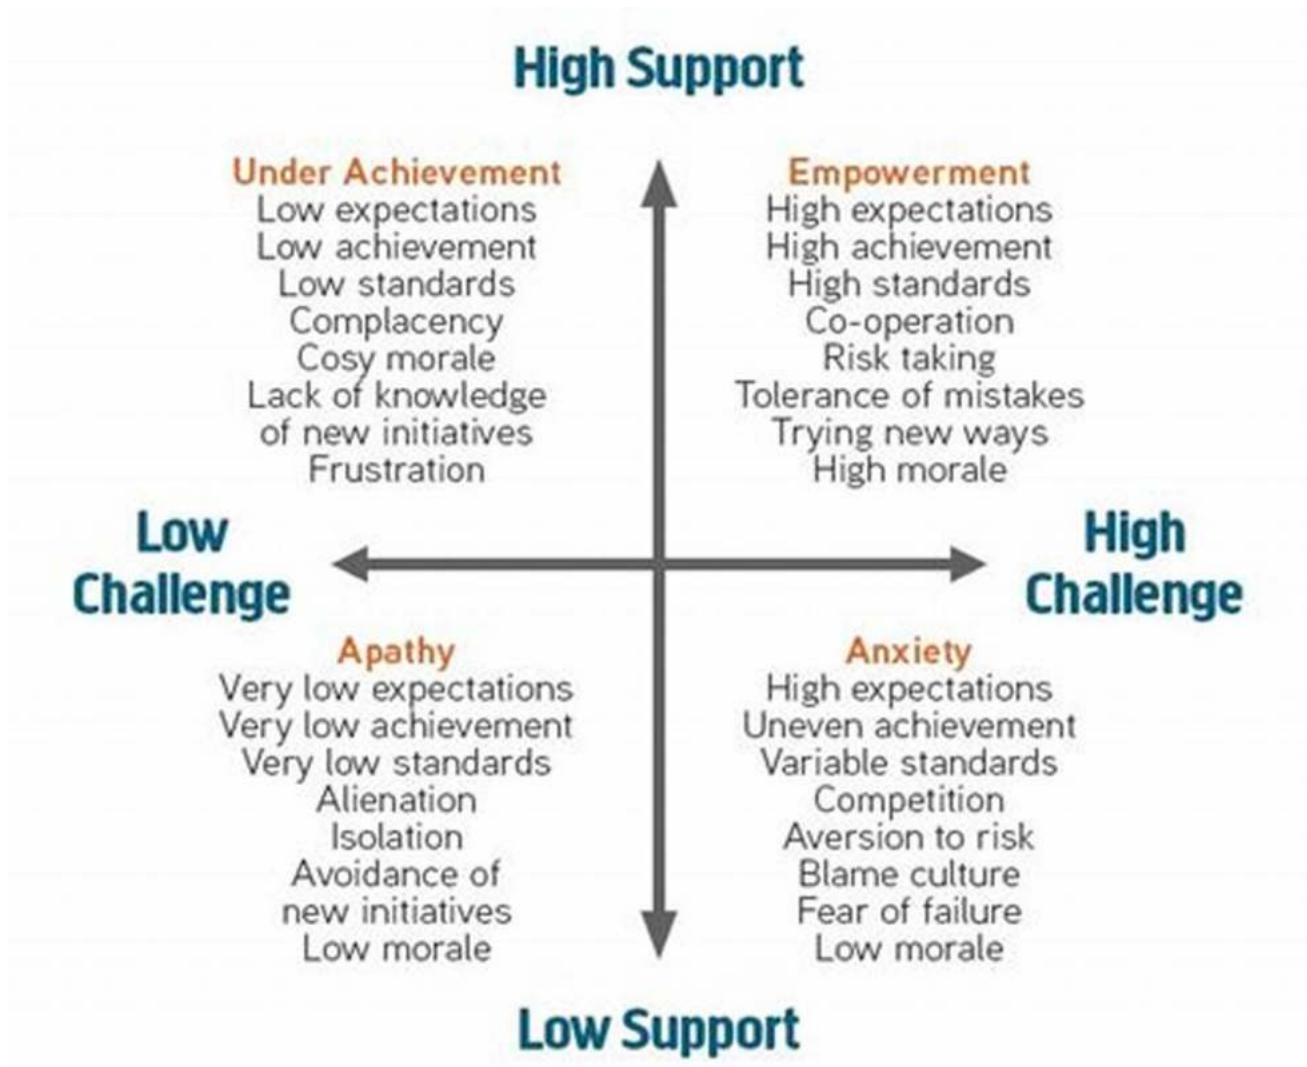 High Support
Under Achievement
Low expectations
Low achievement
Low standards
Complacency
Cosy morale
Lack of knowledge
of new initiatives
Frustration
Empowerment
High expectations
High achievement
High standards
Co-operation
Risk taking
Tolerance of mistakes
Trying new ways
High morale
Low
Challenge
High
Challenge
Apathy
Very low expectations
Very low achievement
Very low standards
Alienation
Isolation
Avoidance of
new initiatives
Low morale
Anxiety
High expectations
Uneven achievement
Variable standards
Competition
Aversion to risk
Blame culture
Fear of failure
Low morale
Low Support